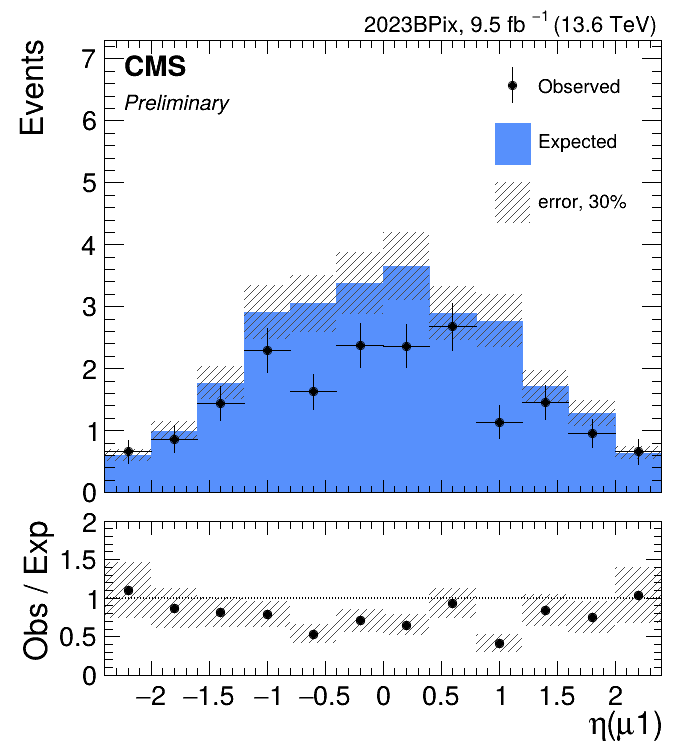 2023BPix, 9.5 fb⁻¹ (13.6 TeV)
CMS
Preliminary
Events
7
6
5
4
3
2
1
0
Observed
Expected
error, 30%
Obs / Exp
2
1.5
1
0.5
0
−2 −1.5 −1 −0.5 0 0.5 1 1.5 2
η(μ1)